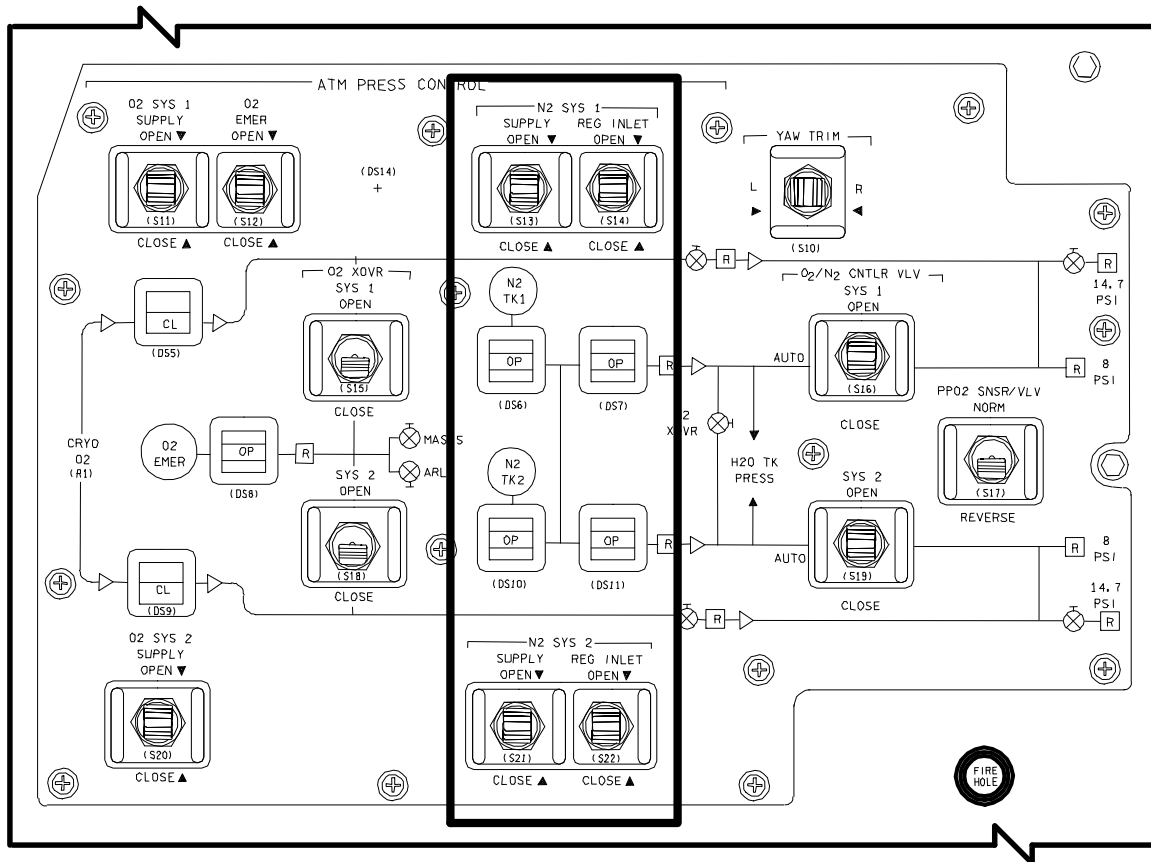 ATM PRESS CONTROL
O2 SYS 1
SUPPLY
OPEN ▼
(S11)
CLOSE ▲
O2
EMER
OPEN ▼
(S12)
CLOSE ▲
(DS14)
N2 SYS 1
SUPPLY
OPEN ▼
(S13)
CLOSE ▲
REG INLET
OPEN ▼
(S14)
CLOSE ▲
YAW TRIM
L
R
(S10)
CL
(DS5)
O2 XOVR
SYS 1
OPEN
(S15)
CLOSE
N2
TK1
OP
(DS6)
OP
(DS7)
R
R
R
14.7
PSI
O2/N2 CNTLR VLV
SYS 1
OPEN
AUTO
(S16)
CLOSE
R
8
PSI
PPO2 SNSR/VLV
NORM
(S17)
REVERSE
CRYO
O2
(R1)
O2
EMER
OP
(DS8)
R
2
XOVR
H2O TK
PRESS
SYS 2
OPEN
(S18)
CLOSE
N2
TK2
OP
(DS10)
OP
(DS11)
R
SYS 2
OPEN
AUTO
(S19)
CLOSE
R
8
PSI
CL
(DS9)
R
14.7
PSI
R
O2 SYS 2
SUPPLY
OPEN ▼
(S20)
CLOSE ▲
N2 SYS 2
SUPPLY
OPEN ▼
(S21)
CLOSE ▲
REG INLET
OPEN ▼
(S22)
CLOSE ▲
FIRE
HOLE